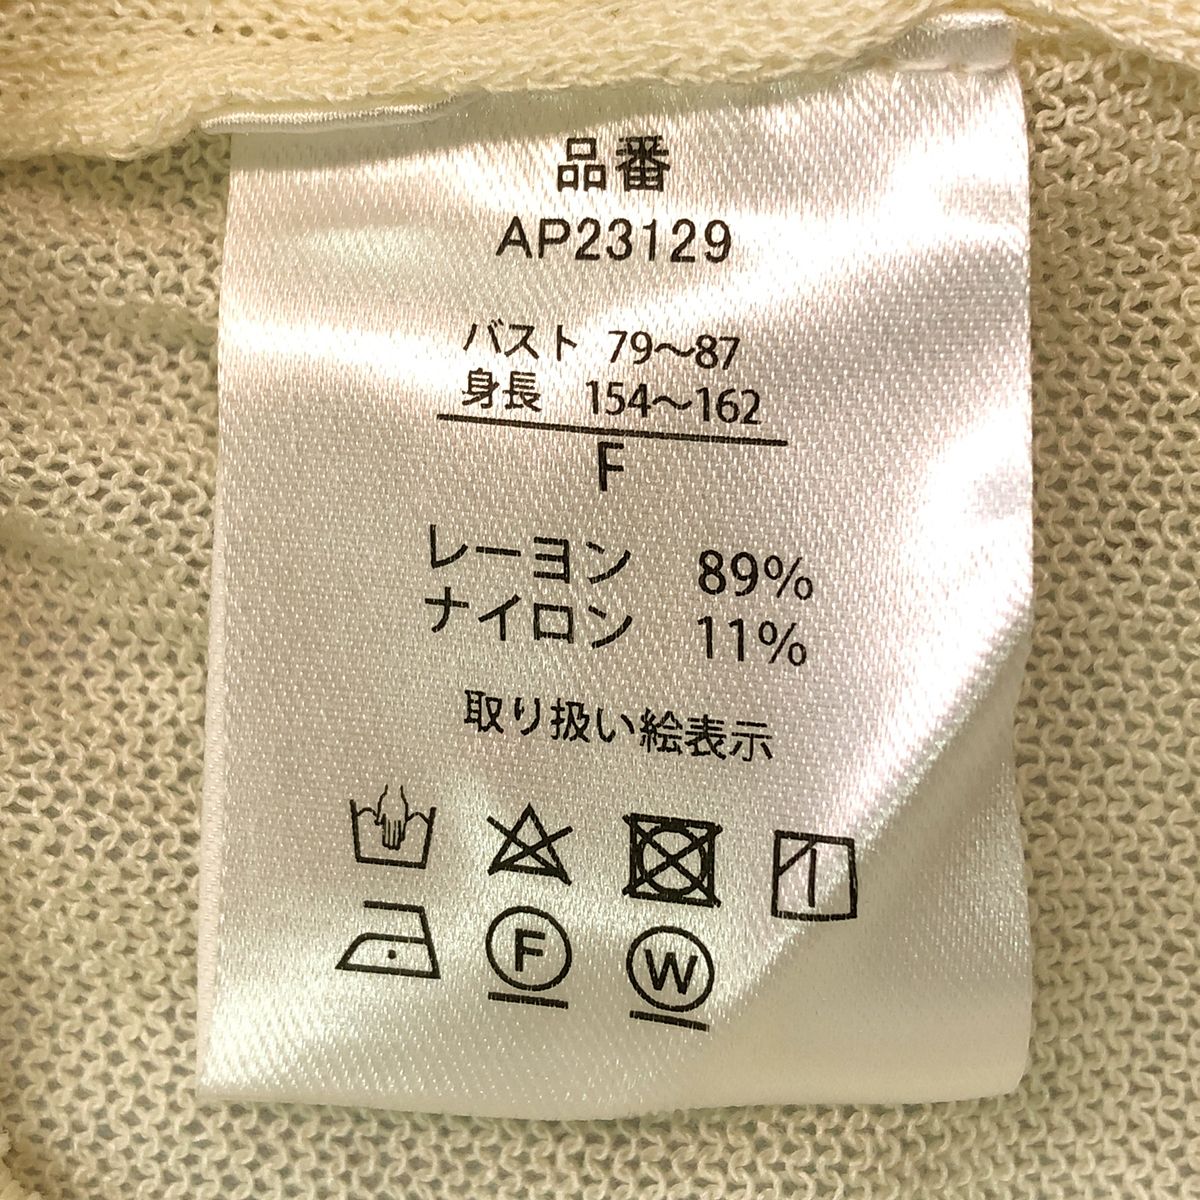 品番
AP23129
バスト 79～87
身長 154～162
F
レーヨン 89%
ナイロン 11%
取り扱い絵表示
F W